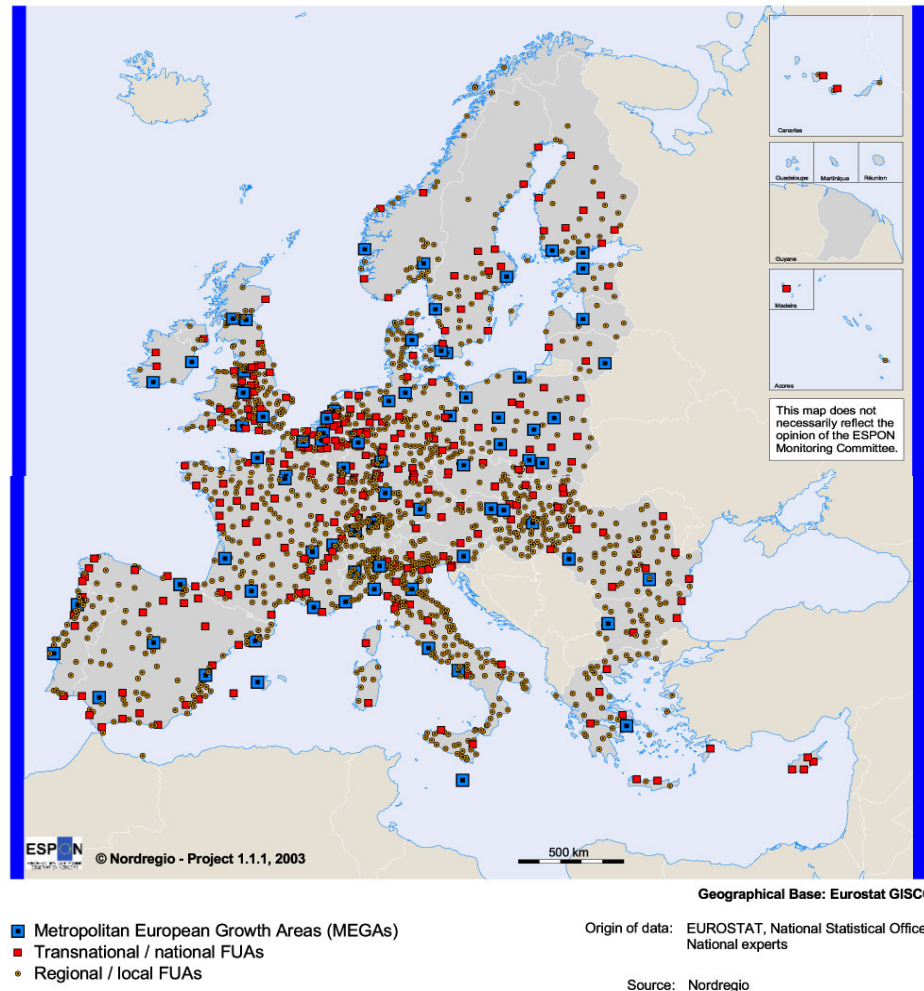 Canarias
Guadeloupe
Martinique
Réunion
Guyane
Madeira
Acores
This map does not
necessarily reflect the
opinion of the ESPON
Monitoring Committee.
ESPON
© Nordregio - Project 1.1.1, 2003
500 km
Geographical Base: Eurostat GISC
Metropolitan European Growth Areas (MEGAs)
Transnational / national FUAs
Regional / local FUAs
Origin of data: EUROSTAT, National Statistical Office
National experts
Source: Nordregio